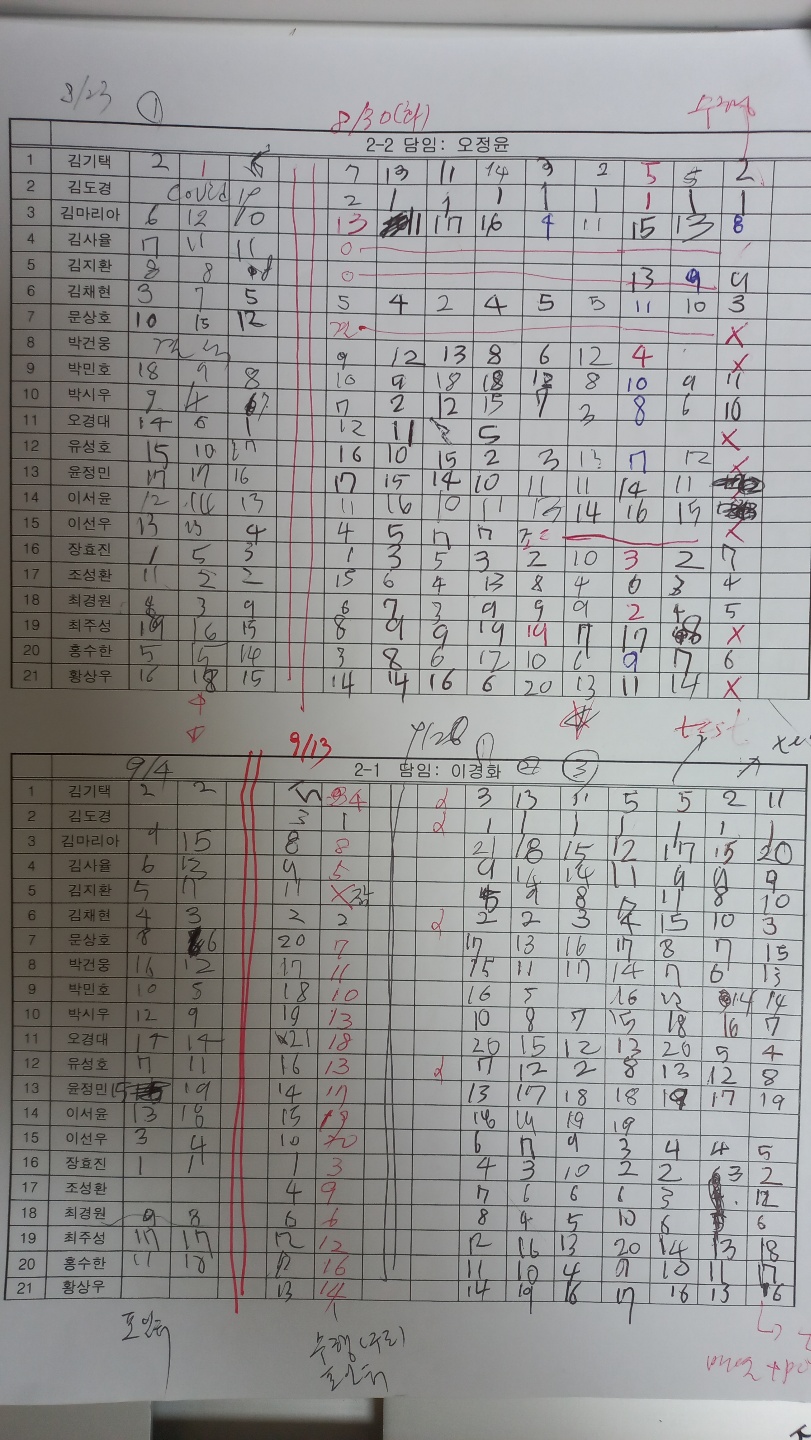 8/23 ①
8/30(화)
2-2 담임: 오정윤
1 김기택 2 1 7 13 11 14 3 2 5 5 2
2 김도경 covid 19 2 1 1 1 1 1 1 1 1
3 김마리아 6 12 10 13 11 17 16 4 11 15 13 8
4 김사율 7 11 11 0
5 김지환 8 8 8 0 13 9 9
6 김채현 3 7 5 5 4 2 4 5 5 11 10 3
7 문상호 10 15 12 X
8 박건웅 9 12 13 8 6 12 4 X
9 박민호 18 9 8 10 9 18 18 8 10 9 11
10 박시우 9 4 7 2 12 15 7 3 8 6 10
11 오경대 14 6 1 12 11 5 X
12 유성호 15 10 17 16 10 15 2 3 13 7 12 X
13 윤정민 17 17 16 17 15 14 10 11 11 14 11
14 이서윤 12 14 13 11 16 10 11 13 14 16 15
15 이선우 13 13 4 4 5 17 17 X
16 장효진 1 5 3 1 3 5 3 2 10 3 2 7
17 조성환 11 2 2 15 6 4 13 8 4 6 3 4
18 최경원 8 3 9 6 7 3 9 9 9 2 4 5
19 최주성 19 16 15 8 9 9 19 19 17 17 18 X
20 홍수한 5 15 14 3 8 6 12 10 6 9 7 6
21 황상우 16 18 15 14 14 16 6 20 13 11 14 X
test
9/13 9/28 ①
9/4 2-1 담임: 이경화 ② ③
1 김기택 2 2 5 4 3 13 11 5 5 2 11
2 김도경 3 1 1 1 1 1 1 1 1
3 김마리아 9 15 8 8 21 18 15 12 17 15 20
4 김사율 6 13 9 5 9 14 14 11 9 9 9
5 김지환 5 7 11 X 5 9 8 17 11 8 10
6 김채현 4 3 2 2 2 2 3 4 15 10 3
7 문상호 8 6 20 7 17 13 16 17 8 7 15
8 박건웅 16 12 17 11 15 11 17 14 7 6 13
9 박민호 10 5 18 10 16 5 16 12 14 14
10 박시우 12 9 19 13 10 8 7 15 18 16 7
11 오경대 17 14 21 18 20 15 12 13 20 5 4
12 유성호 7 11 16 13 17 12 2 8 13 12 8
13 윤정민 15 19 14 17 13 17 18 18 19 17 19
14 이서윤 13 18 15 19 18 14 19 19
15 이선우 3 4 10 20 6 7 9 3 4 4 5
16 장효진 1 1 1 3 4 3 10 2 2 3 2
17 조성환 4 9 7 6 6 6 3 12
18 최경원 9 8 6 6 8 4 5 10 6 6
19 최주성 17 17 12 12 12 16 13 20 14 13 18
20 홍수한 11 18 12 16 11 10 4 9 10 11 17
21 황상우 13 14 14 19 16 17 16 13 16
포인터
수행(구리)
포인터